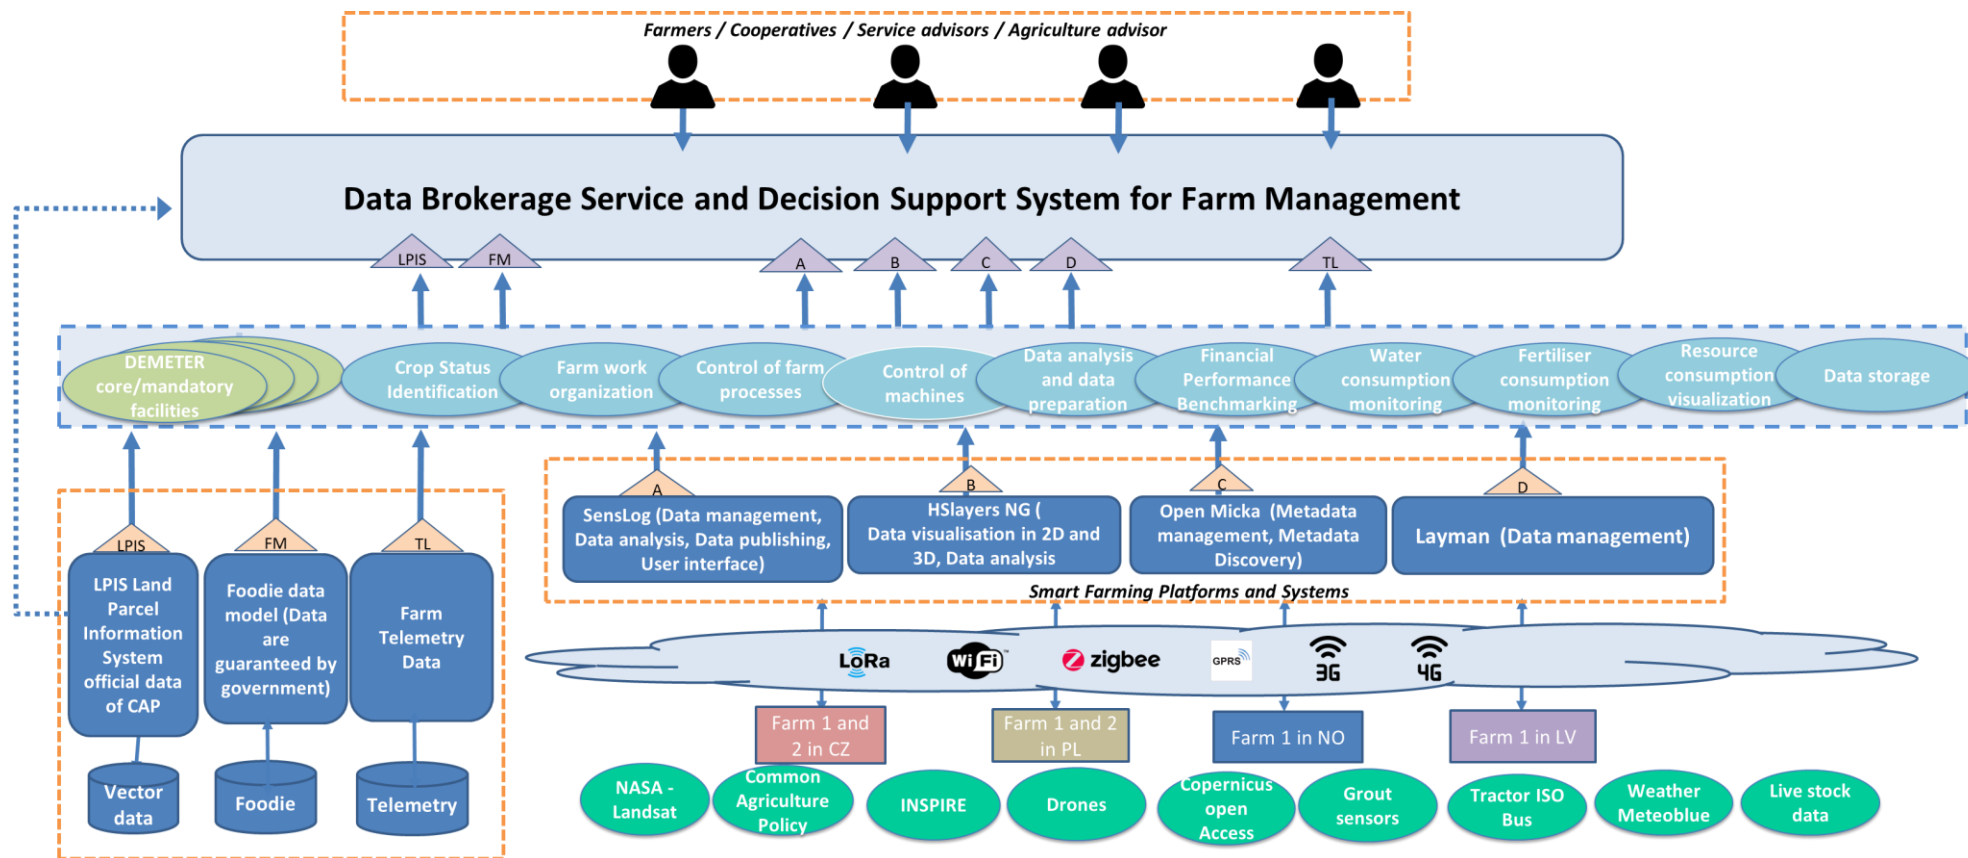 Farmers / Cooperatives / Service advisors / Agriculture advisor
Data Brokerage Service and Decision Support System for Farm Management
LPIS
FM
A
B
C
D
TL
DEMETER
core/mandatory
facilities
Crop Status
Identification
Farm work
organization
Control of farm
processes
Control of
machines
Data analysis
and data
preparation
Financial
Performance
Benchmarking
Water
consumption
monitoring
Fertiliser
consumption
monitoring
Resource
consumption
visualization
Data storage
LPIS
FM
TL
LPIS Land
Parcel
Information
System
official data
of CAP
Foodie data
model (Data
are
guaranteed by
government)
Farm
Telemetry
Data
Vector
data
Foodie
Telemetry
A
B
C
D
SensLog (Data management,
Data analysis, Data publishing,
User interface)
HSlayers NG (
Data visualisation in 2D and
3D, Data analysis
Open Micka (Metadata
management, Metadata
Discovery)
Layman (Data management)
Smart Farming Platforms and Systems
LoRa
WiFi™
zigbee
GPRS
3G
4G
Farm 1 and
2 in CZ
Farm 1 and 2
in PL
Farm 1 in NO
Farm 1 in LV
NASA -
Landsat
Common
Agriculture
Policy
INSPIRE
Drones
Copernicus
open
Access
Grout
sensors
Tractor ISO
Bus
Weather
Meteoblue
Live stock
data